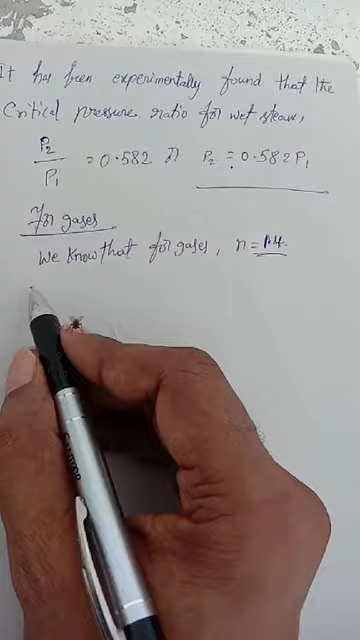 It has been experimentally found that the
Critical pressure ratio for wet steam,
P2/P1 = 0.582 or P2 = 0.582 P1
For gases
We know that for gases, n = 1.4.